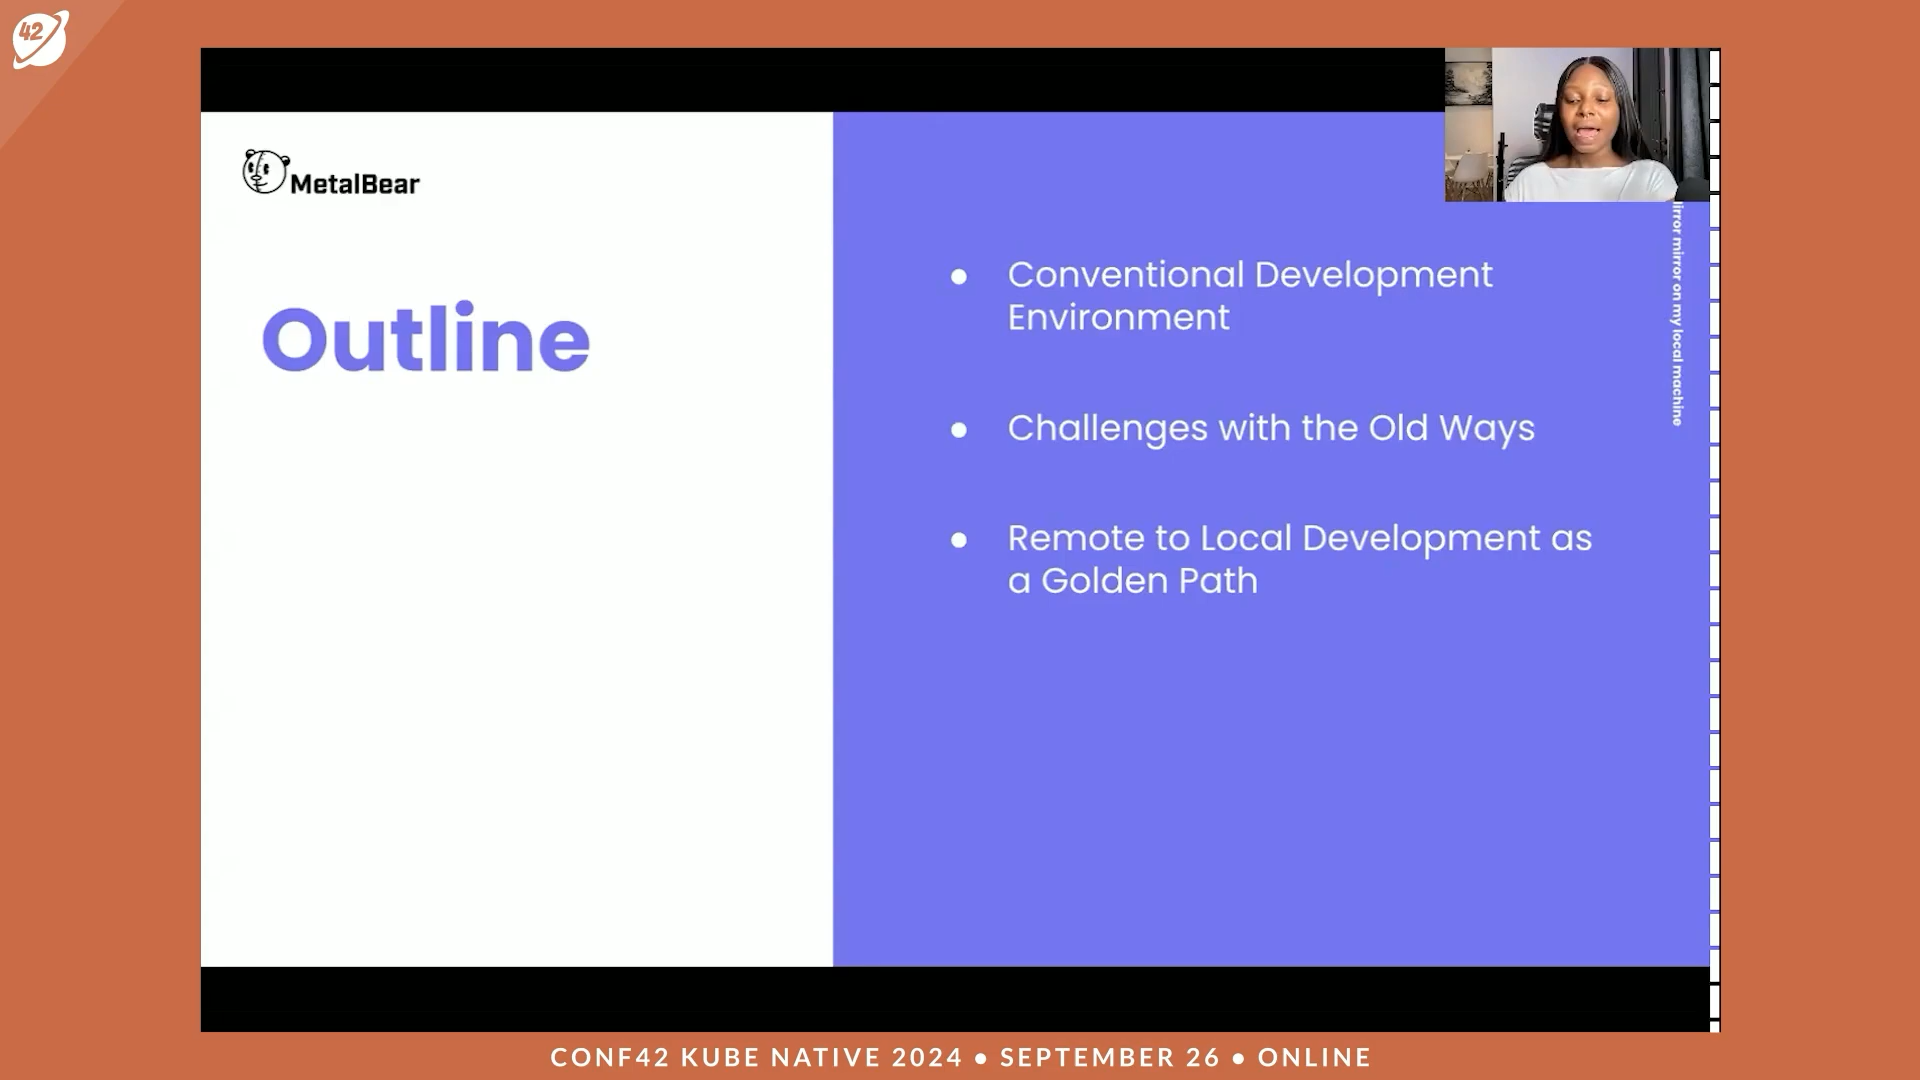 42
MetalBear
Outline
Conventional Development
Environment
Challenges with the Old Ways
Remote to Local Development as
a Golden Path
mirror on my local machine
CONF42 KUBE NATIVE 2024 ● SEPTEMBER 26 ● ONLINE